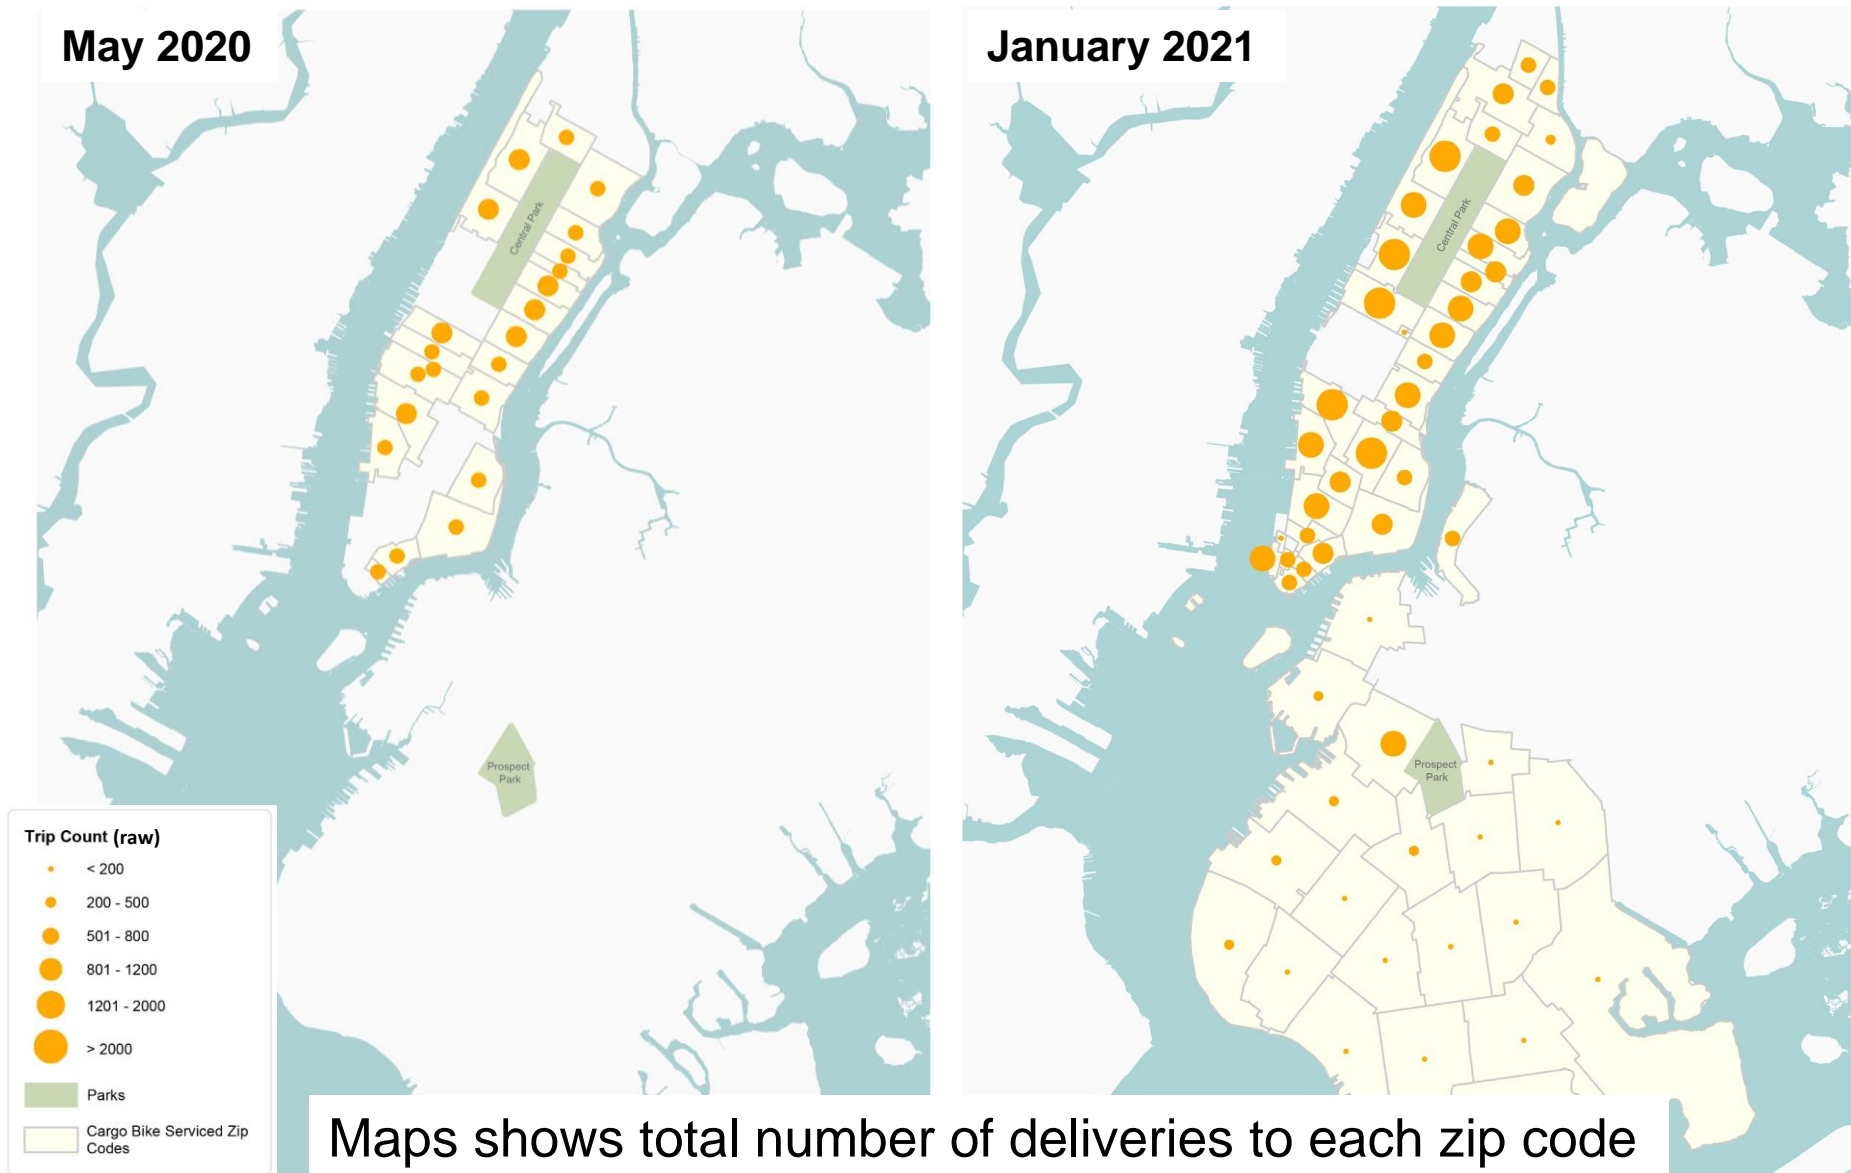 May 2020
January 2021
Central Park
Central Park
Prospect
Park
Prospect
Park
Trip Count (raw)
< 200
200 - 500
501 - 800
801 - 1200
1201 - 2000
> 2000
Parks
Cargo Bike Serviced Zip
Codes
Maps shows total number of deliveries to each zip code